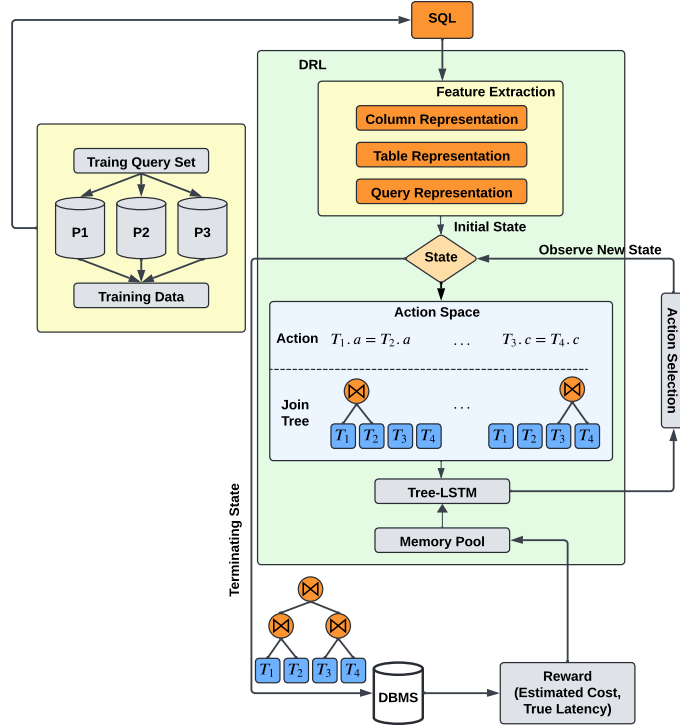 SQL
DRL
Feature Extraction
Column Representation
Table Representation
Query Representation
Traing Query Set
P1 P2 P3
Training Data
Initial State
State
Observe New State
Action Space
Action T₁.a = T₂.a ... T₃.c = T₄.c
Join
Tree
...
T₁ T₂ T₃ T₄ T₁ T₂ T₃ T₄
Action Selection
Tree-LSTM
Memory Pool
Terminating State
T₁ T₂ T₃ T₄
DBMS
Reward
(Estimated Cost,
True Latency)